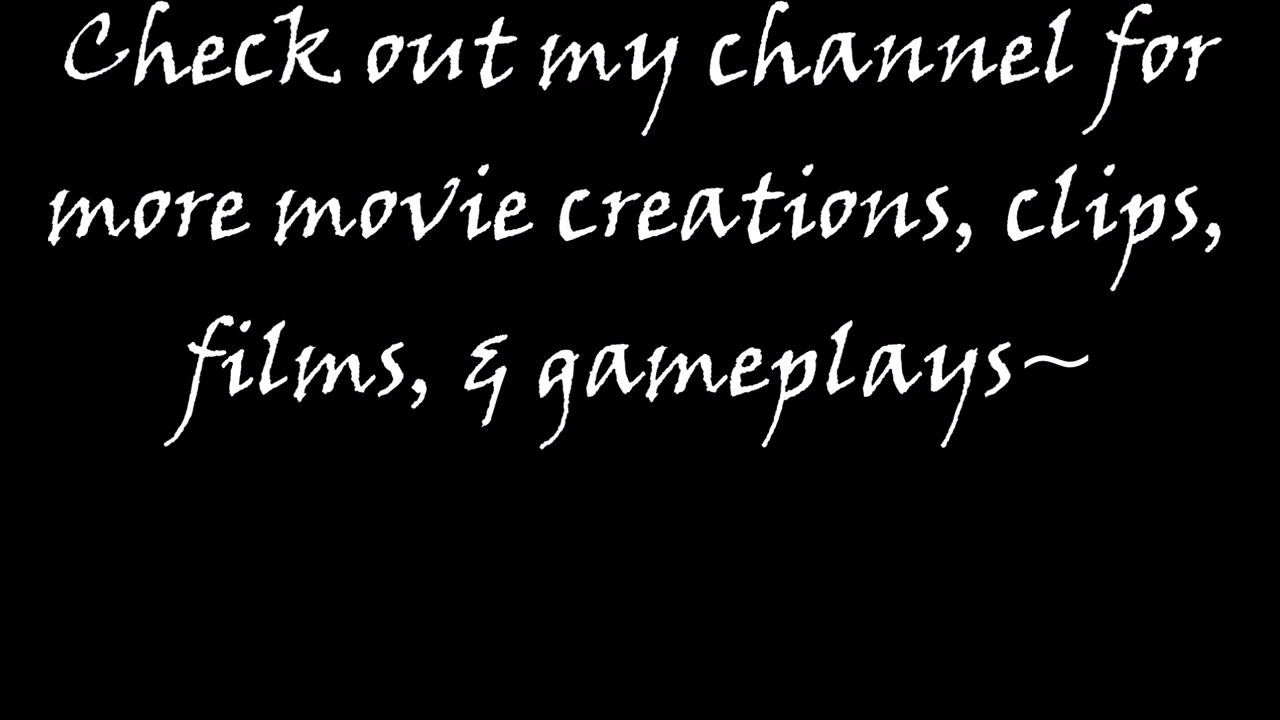 Check out my channel for
more movie creations, clips,
films, & gameplays~